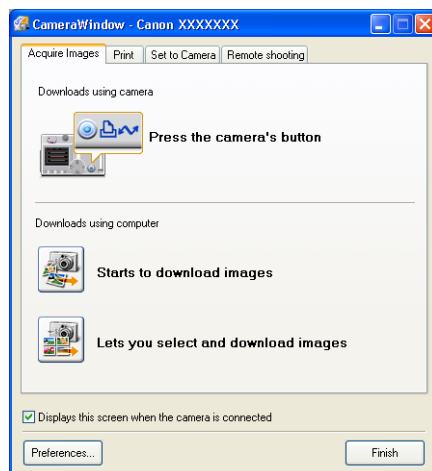 CameraWindow - Canon XXXXXXX
Acquire Images Print Set to Camera Remote shooting
Downloads using camera
Press the camera's button
Downloads using computer
Starts to download images
Lets you select and download images
Displays this screen when the camera is connected
Preferences... Finish